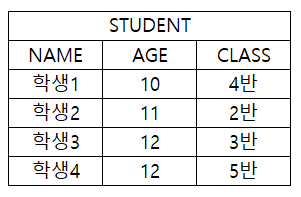 STUDENT
NAME AGE CLASS
학생1 10 4반
학생2 11 2반
학생3 12 3반
학생4 12 5반